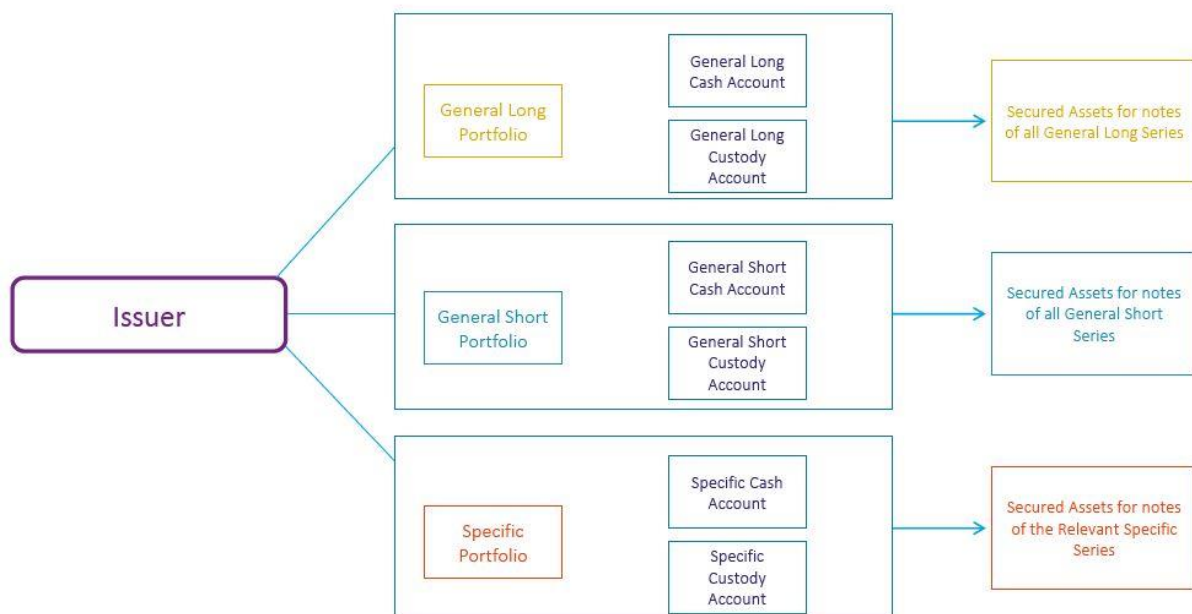 Issuer
General Long
Portfolio
General Long
Cash Account
General Long
Custody
Account
Secured Assets for notes
of all General Long Series
General Short
Portfolio
General Short
Cash Account
General Short
Custody
Account
Secured Assets for notes
of all General Short
Series
Specific
Portfolio
Specific Cash
Account
Specific
Custody
Account
Secured Assets for notes
of the Relevant Specific
Series